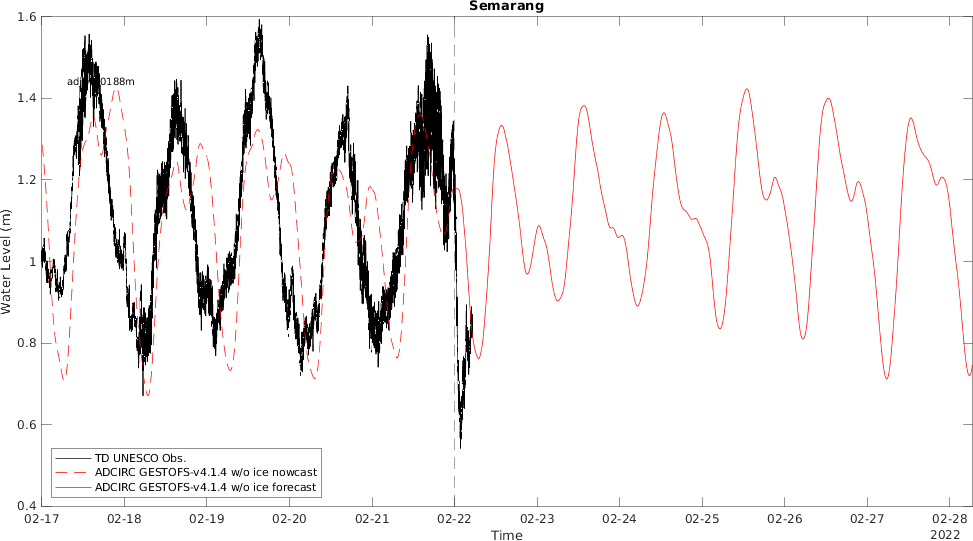 Semarang
1.6
1.4
1.2
1
0.8
0.6
0.4
Water Level (m)
TD UNESCO Obs.
ADCIRC GESTOFS-v4.1.4 w/o ice nowcast
ADCIRC GESTOFS-v4.1.4 w/o ice forecast
02-17 02-18 02-19 02-20 02-21 02-22 02-23 02-24 02-25 02-26 02-27 02-28
Time
2022